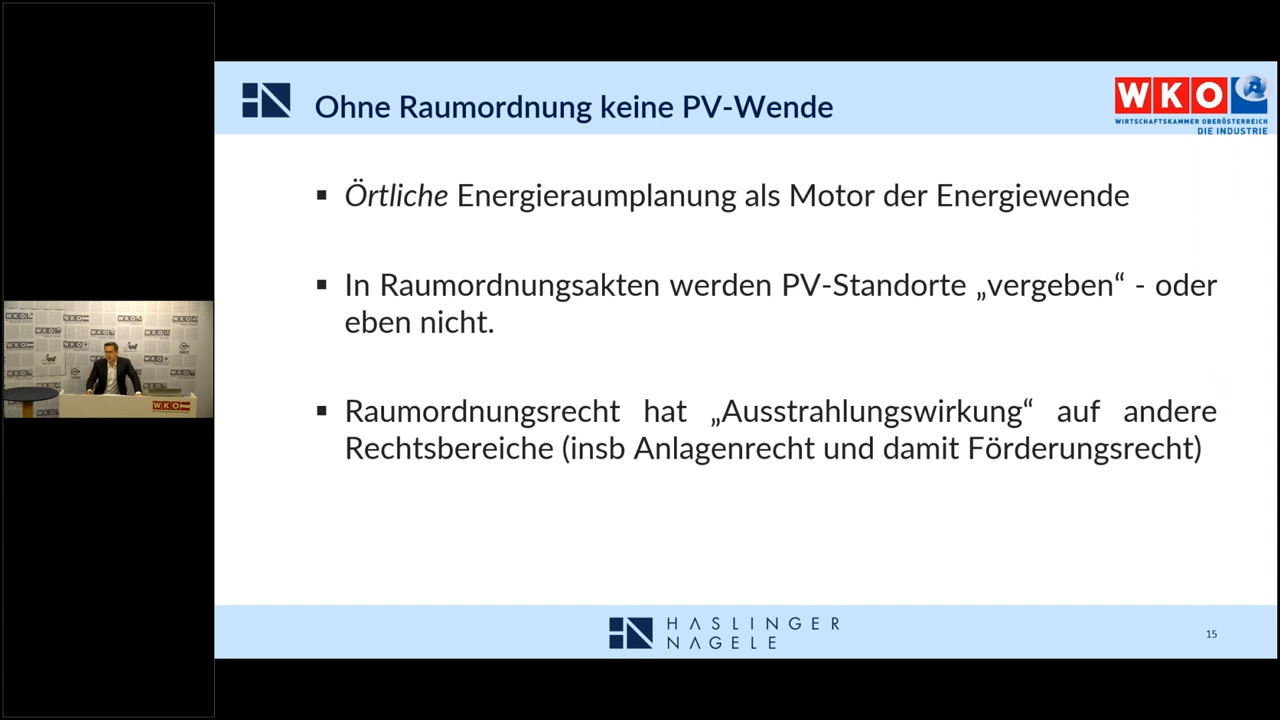 Ohne Raumordnung keine PV-Wende
WKO
WIRTSCHAFTSKAMMER OBERÖSTERREICH
DIE INDUSTRIE
▪ Örtliche Energieraumplanung als Motor der Energiewende
▪ In Raumordnungsakten werden PV-Standorte „vergeben“ - oder
eben nicht.
▪ Raumordnungsrecht hat „Ausstrahlungswirkung“ auf andere
Rechtsbereiche (insb Anlagenrecht und damit Förderungsrecht)
WKO
HASLINGER
NAGELE
15